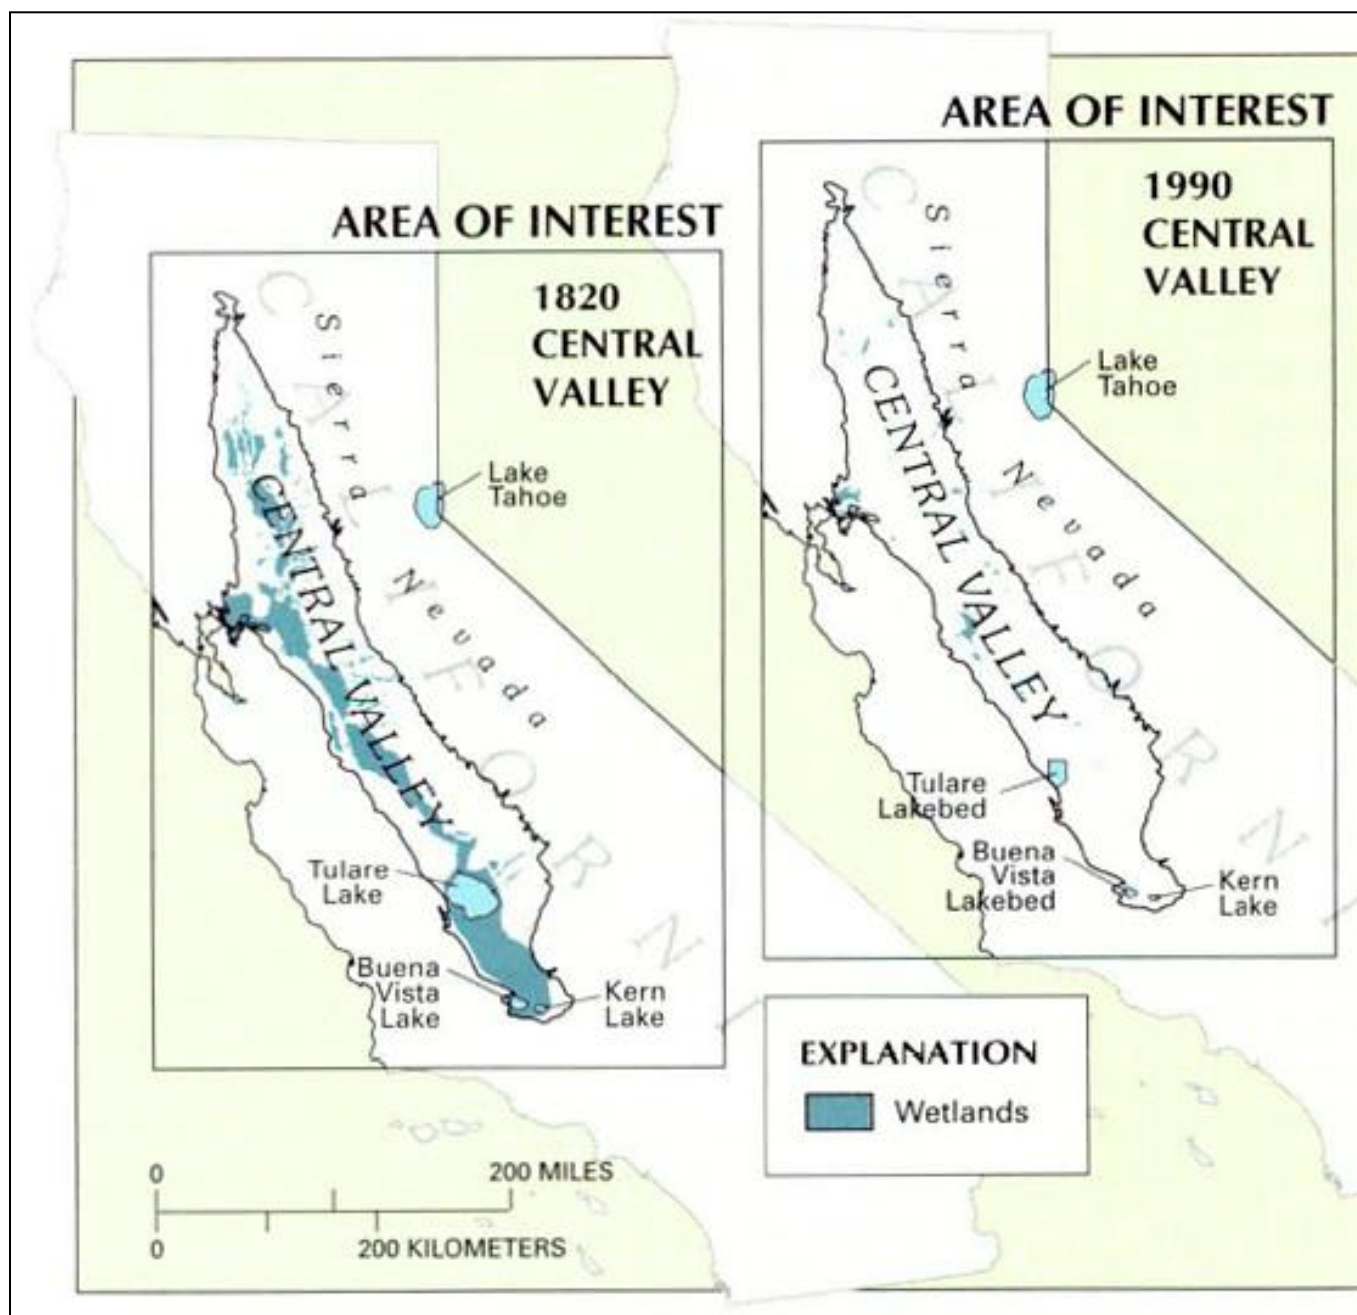 AREA OF INTEREST
1820
CENTRAL
VALLEY
CALIFORN
Sierra Nevada
CENTRAL VALLEY
Lake
Tahoe
Tulare
Lake
Buena
Vista
Lake
Kern
Lake
AREA OF INTEREST
1990
CENTRAL
VALLEY
CALIFORNI
Sierra Nevada
CENTRAL VALLEY
Lake
Tahoe
Tulare
Lakebed
Buena
Vista
Lakebed
Kern
Lake
EXPLANATION
Wetlands
0 200 MILES
0 200 KILOMETERS